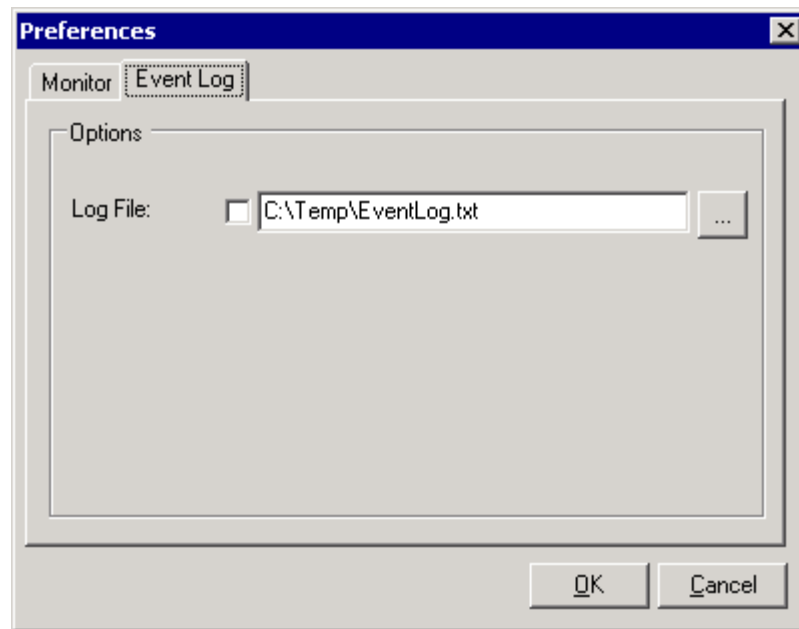 Preferences
Monitor Event Log
Options
Log File: C:\Temp\EventLog.txt ...
OK Cancel